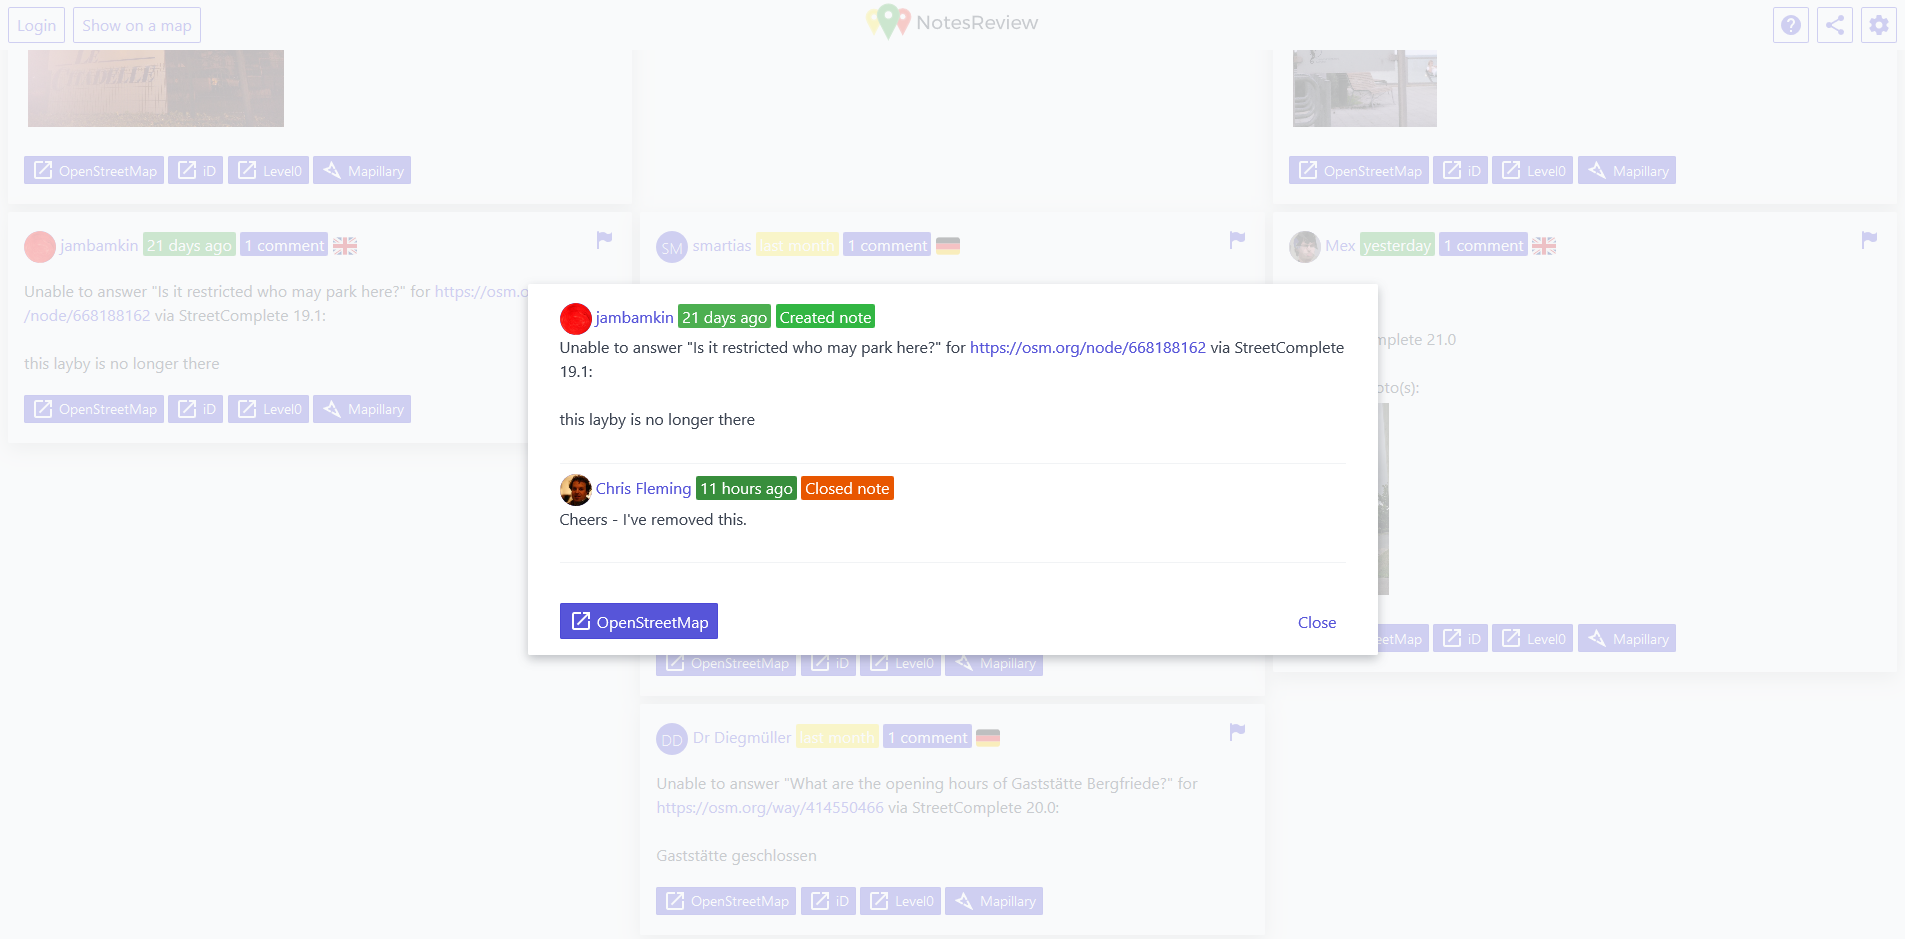 Login
Show on a map
NotesReview
OpenStreetMap
iD
Level0
Mapillary
OpenStreetMap
iD
Level0
Mapillary
jambamkin 21 days ago 1 comment
Unable to answer "Is it restricted who may park here?" for https://osm.o
/node/668188162 via StreetComplete 19.1:
this layby is no longer there
OpenStreetMap
iD
Level0
Mapillary
SM smartias last month 1 comment
Mex yesterday 1 comment
mplete 21.0
oto(s):
jambamkin 21 days ago Created note
Unable to answer "Is it restricted who may park here?" for https://osm.org/node/668188162 via StreetComplete
19.1:
this layby is no longer there
Chris Fleming 11 hours ago Closed note
Cheers - I've removed this.
OpenStreetMap
Close
OpenStreetMap
iD
Level0
Mapillary
eetMap
iD
Level0
Mapillary
DD Dr Diegmüller last month 1 comment
Unable to answer "What are the opening hours of Gaststätte Bergfriede?" for
https://osm.org/way/414550466 via StreetComplete 20.0:
Gaststätte geschlossen
OpenStreetMap
iD
Level0
Mapillary